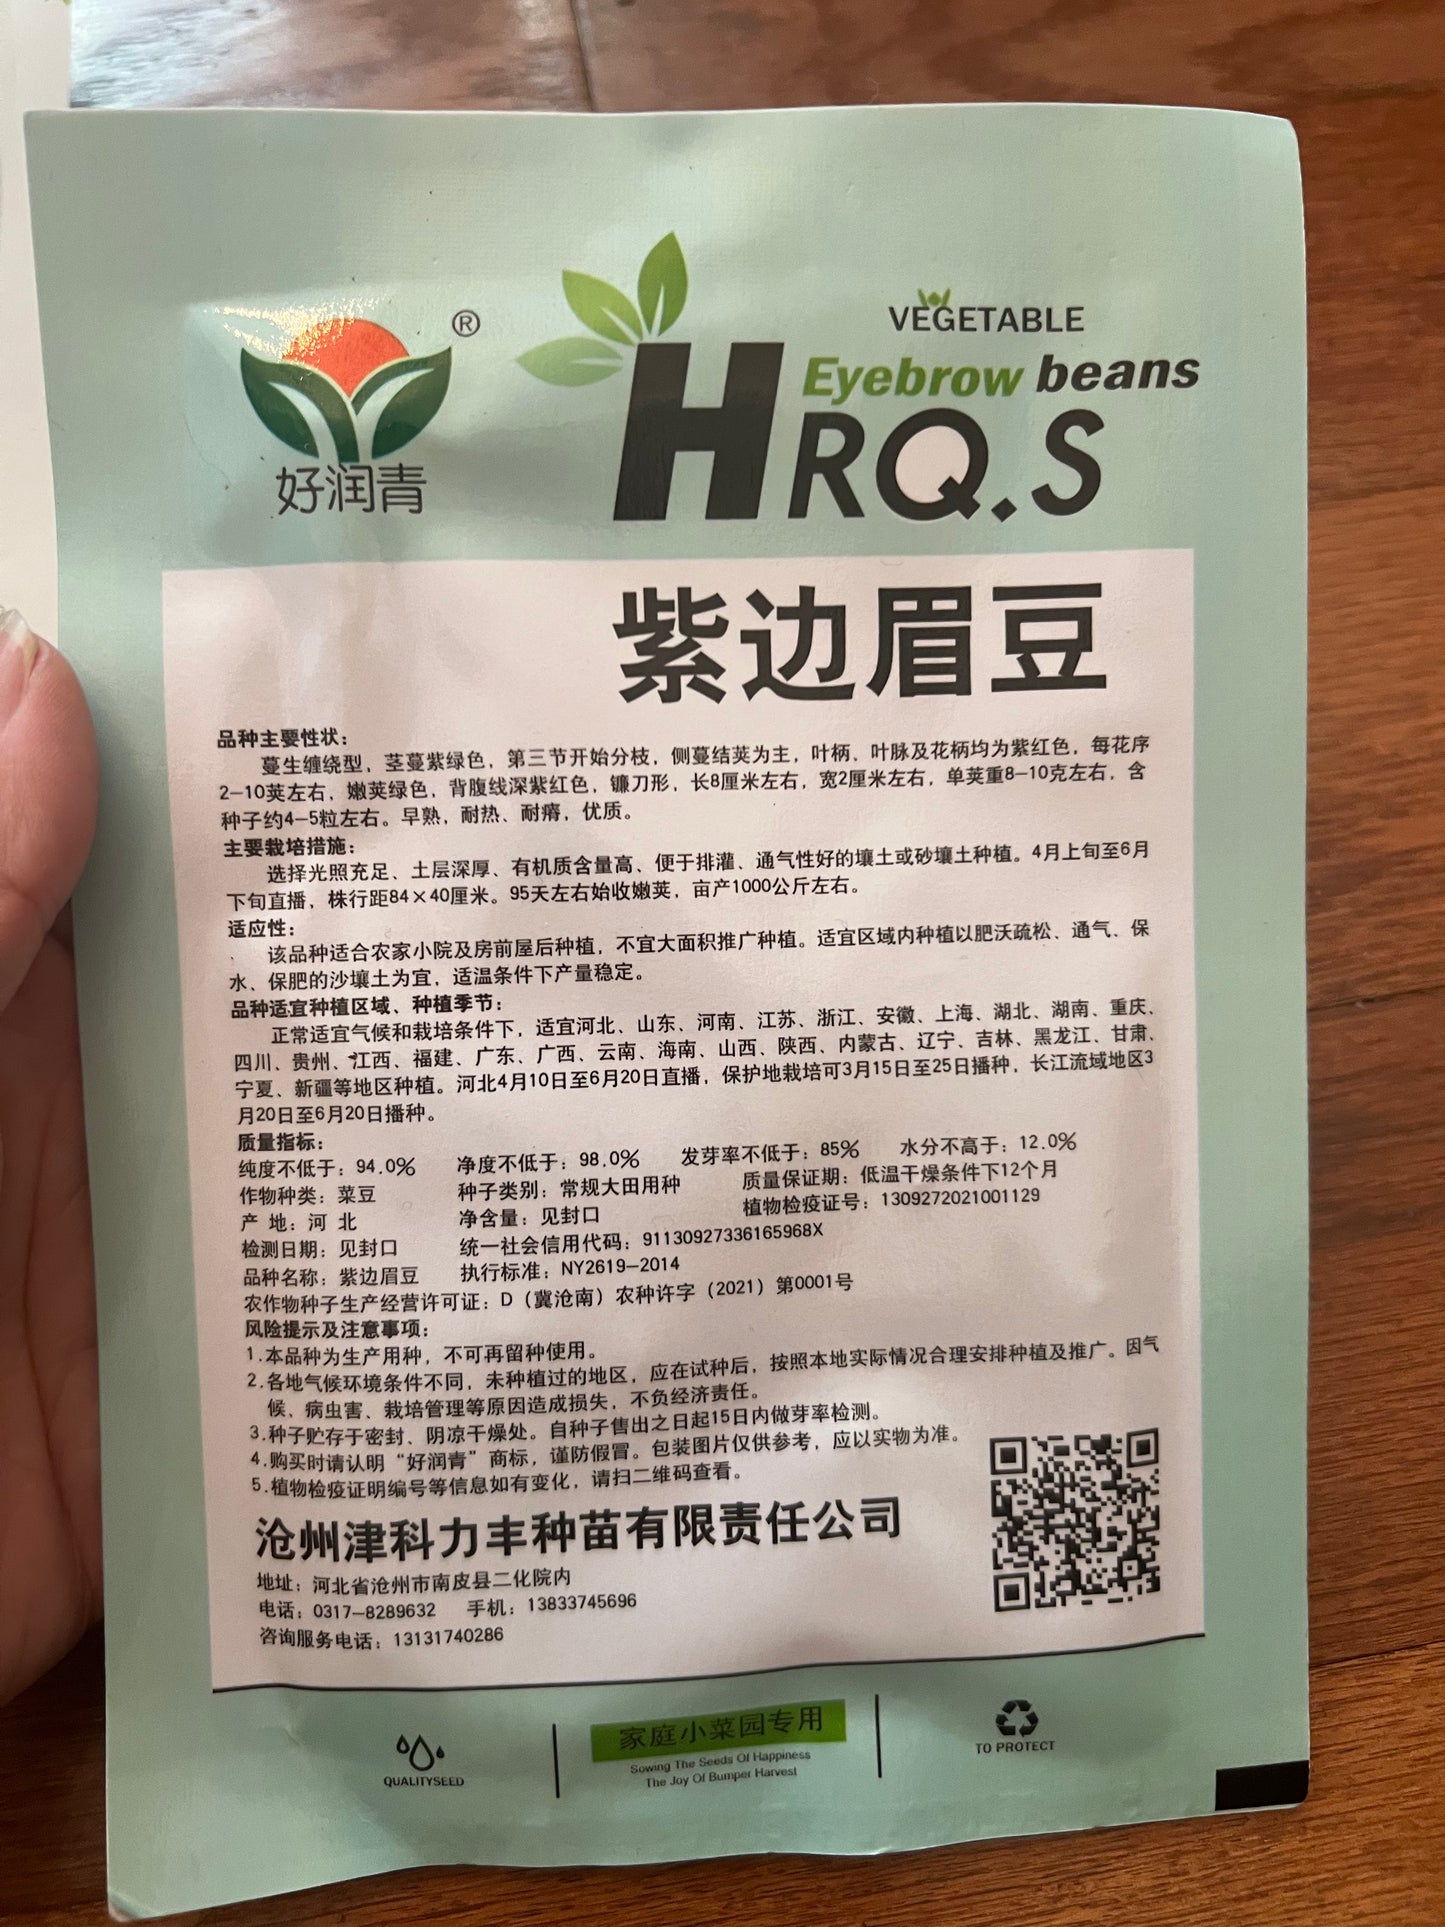 ®
好润青
VEGETABLE
Eyebrow beans
HRQ.S
紫边眉豆
品种主要性状：
蔓生缠绕型，茎蔓紫绿色，第三节开始分枝，侧蔓结荚为主，叶柄、叶脉及花柄均为紫红色，每花序
2-10荚左右，嫩荚绿色，背腹线深紫红色，镰刀形，长8厘米左右，宽2厘米左右，单荚重8-10克左右，含
种子约4-5粒左右。早熟，耐热、耐瘠，优质。
主要栽培措施：
选择光照充足、土层深厚、有机质含量高、便于排灌、通气性好的壤土或砂壤土种植。4月上旬至6月
下旬直播，株行距84×40厘米。95天左右始收嫩荚，亩产1000公斤左右。
适应性：
该品种适合农家小院及房前屋后种植，不宜大面积推广种植。适宜区域内种植以肥沃疏松、通气、保
水、保肥的沙壤土为宜，适温条件下产量稳定。
品种适宜种植区域、种植季节：
正常适宜气候和栽培条件下，适宜河北、山东、河南、江苏、浙江、安徽、上海、湖北、湖南、重庆、
四川、贵州、江西、福建、广东、广西、云南、海南、山西、陕西、内蒙古、辽宁、吉林、黑龙江、甘肃、
宁夏、新疆等地区种植。河北4月10日至6月20日直播，保护地栽培可3月15日至25日播种，长江流域地区3
月20日至6月20日播种。
质量指标：
纯度不低于：94.0% 净度不低于：98.0% 发芽率不低于：85% 水分不高于：12.0%
作物种类：菜豆 种子类别：常规大田用种 质量保证期：低温干燥条件下12个月
产 地：河 北 净含量：见封口 植物检疫证号：1309272021001129
检测日期：见封口 统一社会信用代码：91130927336165968X
品种名称：紫边眉豆 执行标准：NY2619-2014
农作物种子生产经营许可证：D（冀沧南）农种许字（2021）第0001号
风险提示及注意事项：
1.本品种为生产用种，不可再留种使用。
2.各地气候环境条件不同，未种植过的地区，应在试种后，按照本地实际情况合理安排种植及推广。因气
候、病虫害、栽培管理等原因造成损失，不负经济责任。
3.种子贮存于密封、阴凉干燥处。自种子售出之日起15日内做芽率检测。
4.购买时请认明“好润青”商标，谨防假冒。包装图片仅供参考，应以实物为准。
5.植物检疫证明编号等信息如有变化，请扫二维码查看。
沧州津科力丰种苗有限责任公司
地址：河北省沧州市南皮县二化院内
电话：0317-8289632 手机：13833745696
咨询服务电话：13131740286
QUALITYSEED
家庭小菜园专用
Sowing The Seeds Of Happiness
The Joy Of Bumper Harvest
TO PROTECT